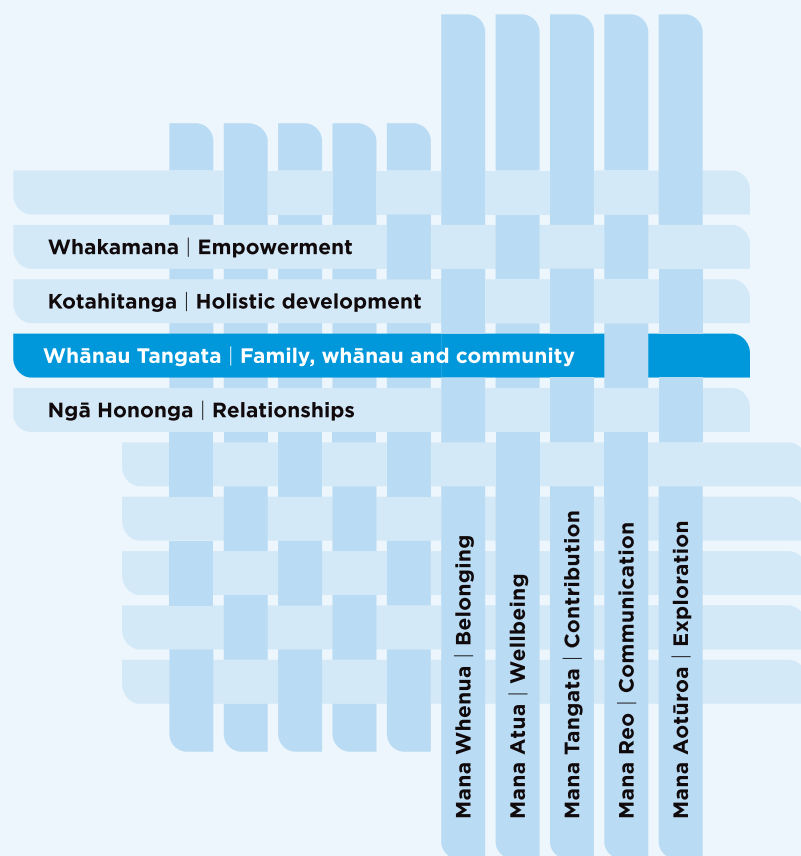 Whakamana | Empowerment
Kotahitanga | Holistic development
Whānau Tangata | Family, whānau and community
Ngā Hononga | Relationships
Mana Whenua | Belonging
Mana Atua | Wellbeing
Mana Tangata | Contribution
Mana Reo | Communication
Mana Aotūroa | Exploration